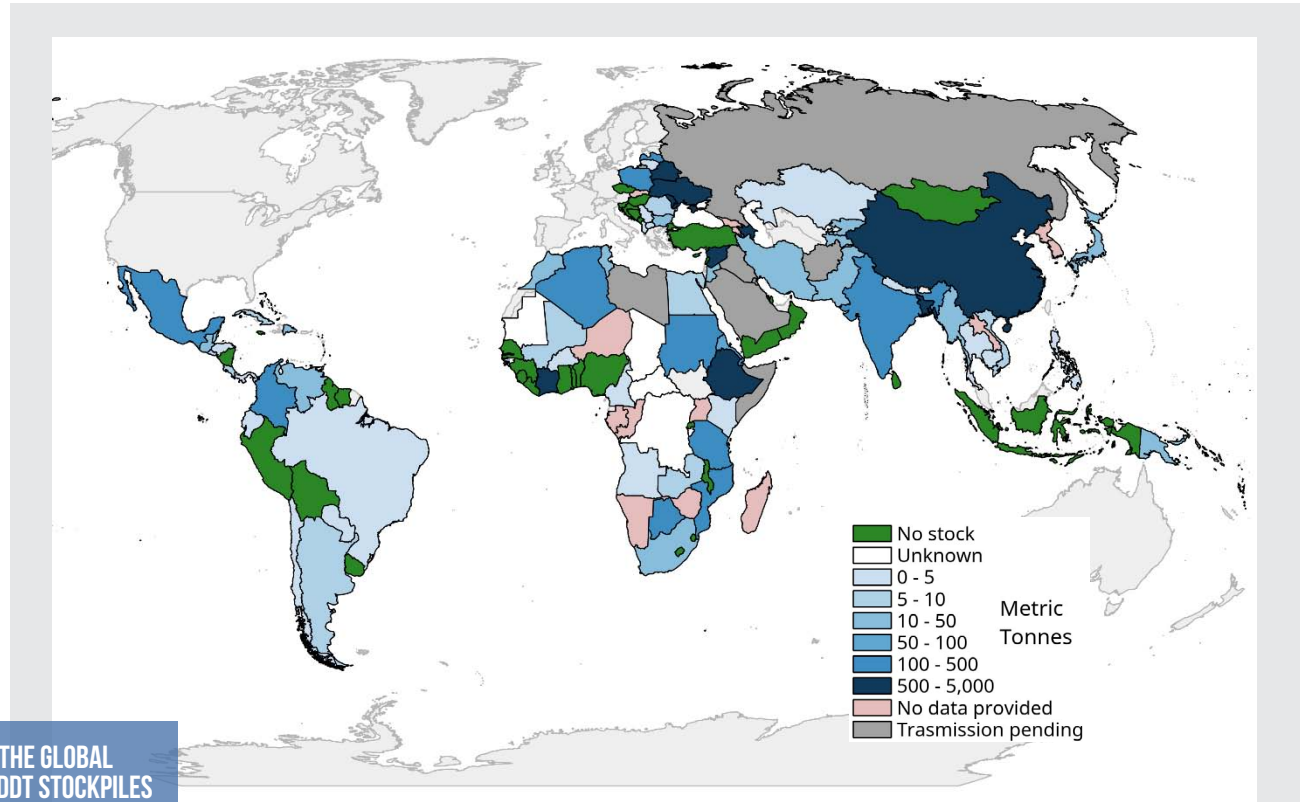 No stock
Unknown
0 - 5
5 - 10
10 - 50
50 - 100
100 - 500
500 - 5,000
No data provided
Trasmission pending
Metric
Tonnes
THE GLOBAL
DDT STOCKPILES